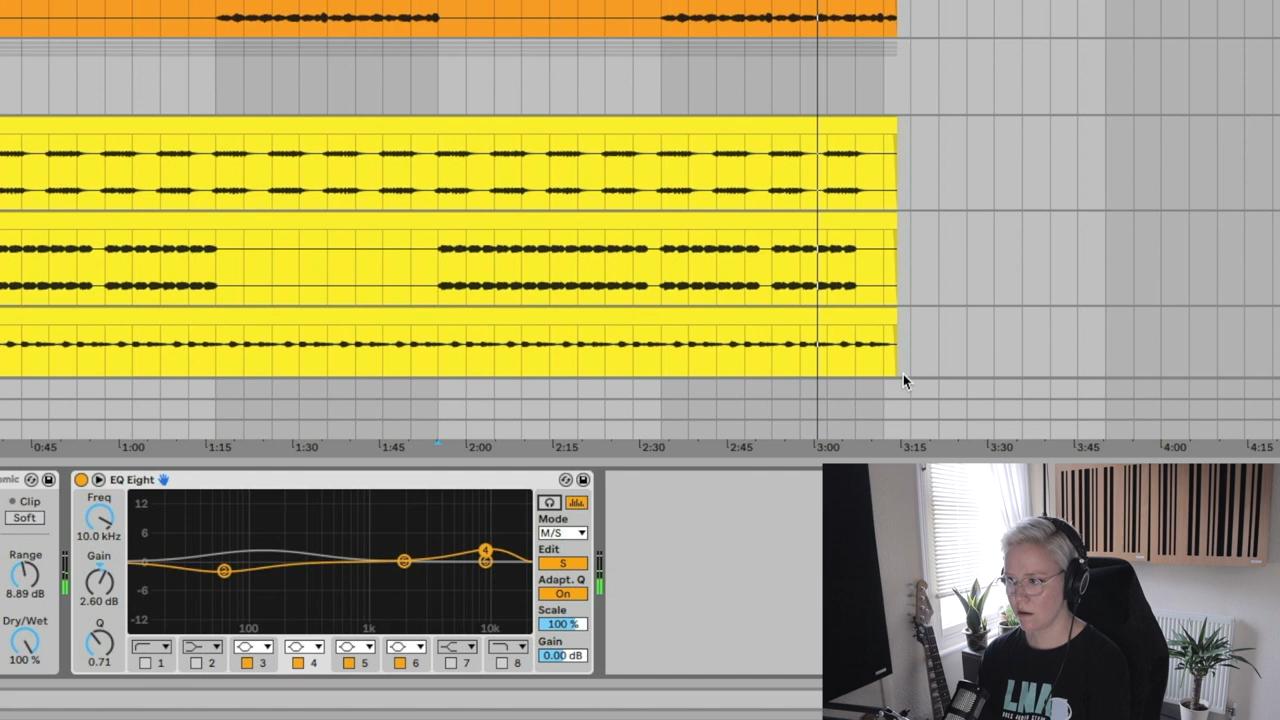 0:45 1:00 1:15 1:30 1:45 2:00 2:15 2:30 2:45 3:00 3:15 3:30 3:45 4:00 4:15
Clip
Soft
Range
8.89 dB
Dry/Wet
100 %
EQ Eight
Freq
10.0 kHz
Gain
2.60 dB
Q
0.71
12
6
0
-6
-12
100 1k 10k
4
1 2 3 4 5 6 7 8
Mode
M/S
Edit
S
Adapt. Q
On
Scale
100 %
Gain
0.00 dB